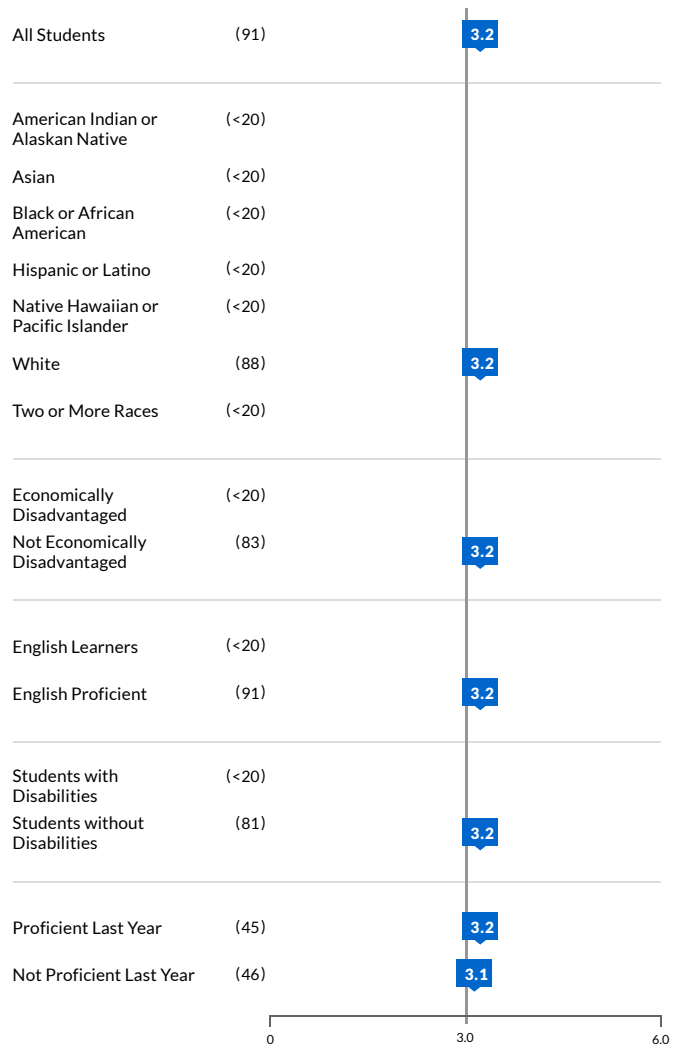 All Students (91) 3.2
American Indian or (<20)
Alaskan Native
Asian (<20)
Black or African (<20)
American
Hispanic or Latino (<20)
Native Hawaiian or (<20)
Pacific Islander
White (88) 3.2
Two or More Races (<20)
Economically (<20)
Disadvantaged
Not Economically (83) 3.2
Disadvantaged
English Learners (<20)
English Proficient (91) 3.2
Students with (<20)
Disabilities
Students without (81) 3.2
Disabilities
Proficient Last Year (45) 3.2
Not Proficient Last Year (46) 3.1
0 3.0 6.0